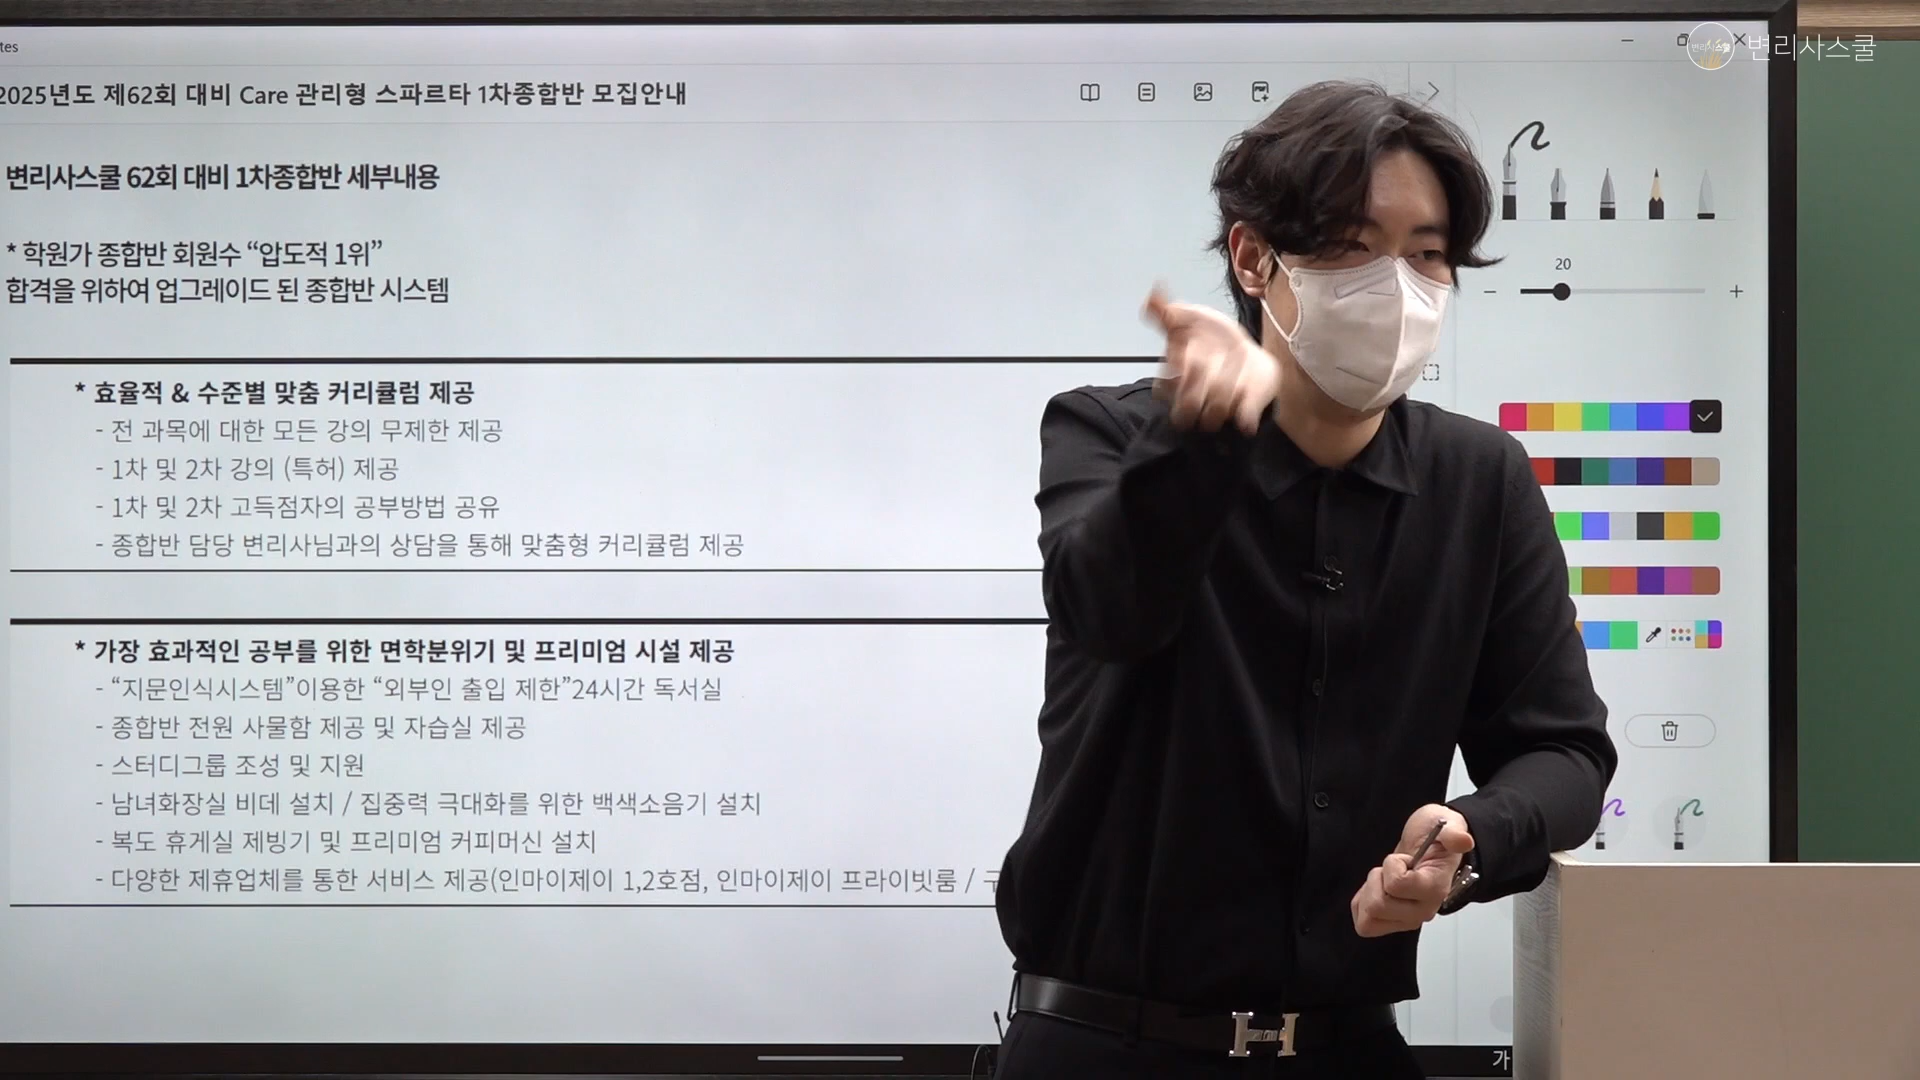 tes
변리사스쿨
2025년도 제62회 대비 Care 관리형 스파르타 1차종합반 모집안내
변리사스쿨 62회 대비 1차종합반 세부내용
* 학원가 종합반 회원수 “압도적 1위”
합격을 위하여 업그레이드 된 종합반 시스템
20
* 효율적 & 수준별 맞춤 커리큘럼 제공
- 전 과목에 대한 모든 강의 무제한 제공
- 1차 및 2차 강의 (특허) 제공
- 1차 및 2차 고득점자의 공부방법 공유
- 종합반 담당 변리사님과의 상담을 통해 맞춤형 커리큘럼 제공
* 가장 효과적인 공부를 위한 면학분위기 및 프리미엄 시설 제공
- “지문인식시스템”이용한 “외부인 출입 제한”24시간 독서실
- 종합반 전원 사물함 제공 및 자습실 제공
- 스터디그룹 조성 및 지원
- 남녀화장실 비데 설치 / 집중력 극대화를 위한 백색소음기 설치
- 복도 휴게실 제빙기 및 프리미엄 커피머신 설치
- 다양한 제휴업체를 통한 서비스 제공(인마이제이 1,2호점, 인마이제이 프라이빗룸 /
가